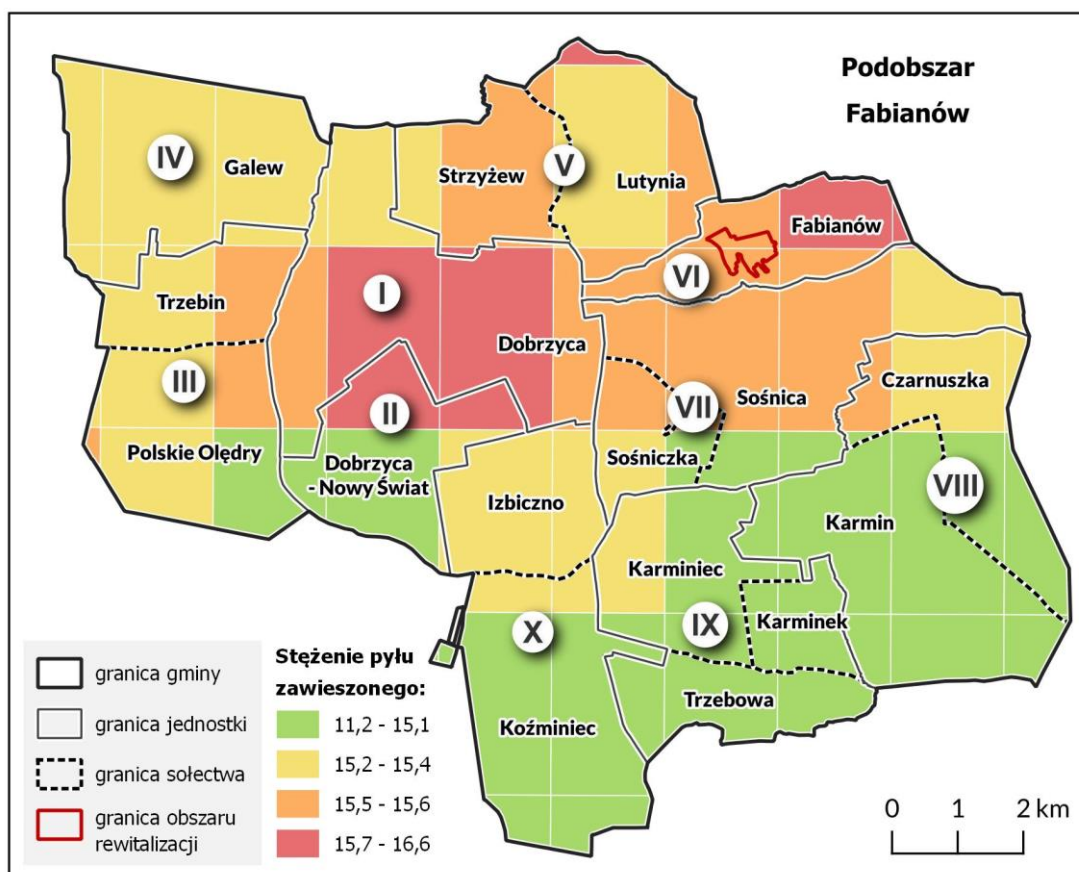 Podobszar
Fabianów
IV
Galew
Strzyżew
V
Lutynia
Fabianów
VI
Trzebin
I
Dobrzyca
III
II
VII
Sośnica
Czarnuszka
Polskie Olędry
Dobrzyca
- Nowy Świat
Sośniczka
Izbiczno
VIII
Karmin
Karminiec
X
IX
Karminek
Trzebowa
Koźminiec
granica gminy
granica jednostki
granica sołectwa
granica obszaru
rewitalizacji
Stężenie pyłu
zawieszonego:
11,2 - 15,1
15,2 - 15,4
15,5 - 15,6
15,7 - 16,6
0 1 2 km